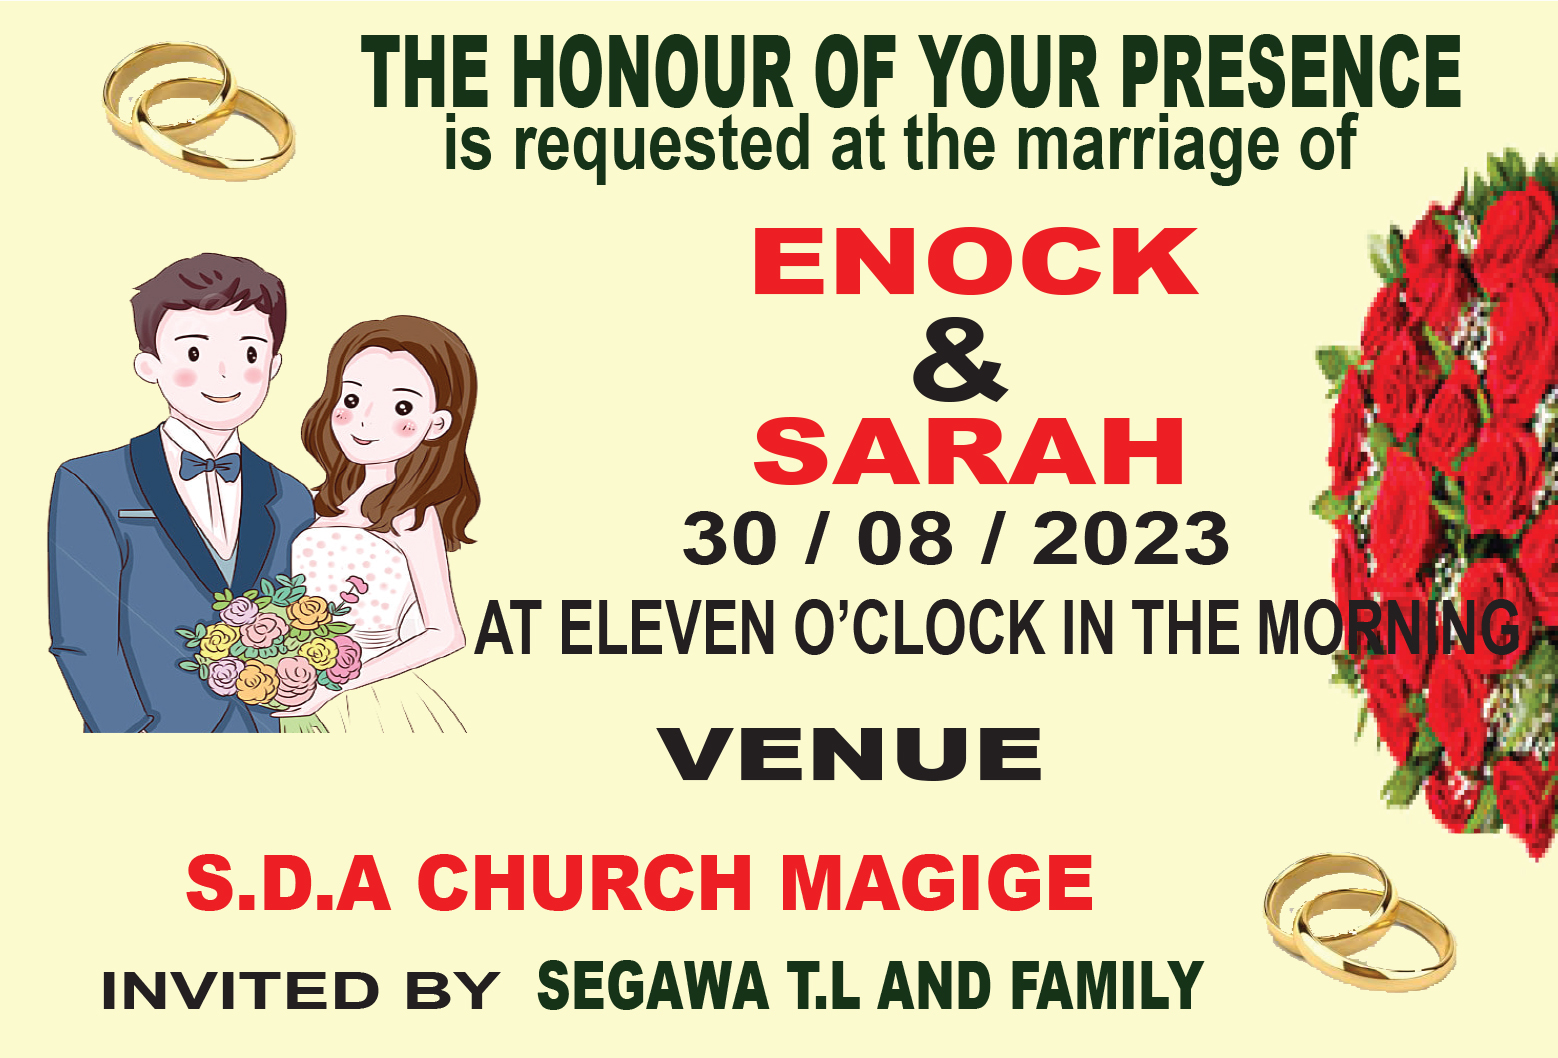 THE HONOUR OF YOUR PRESENCE
is requested at the marriage of
ENOCK
&
SARAH
30 / 08 / 2023
AT ELEVEN O’CLOCK IN THE MORNING
VENUE
S.D.A CHURCH MAGIGE
INVITED BY SEGAWA T.L AND FAMILY